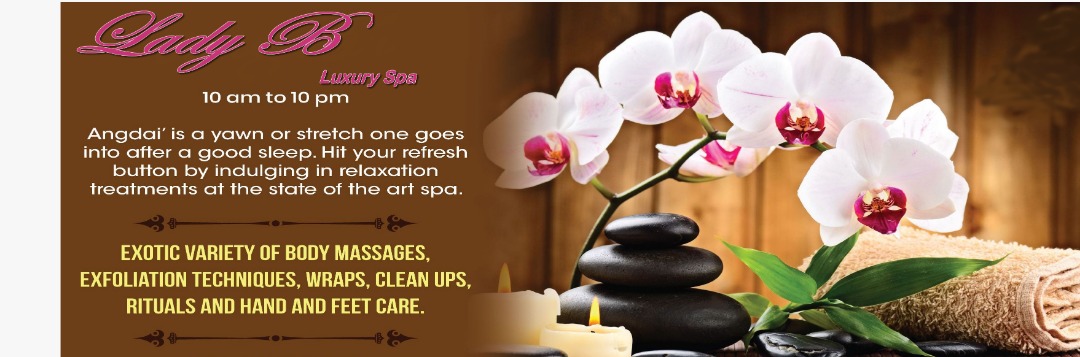 Lady B
Luxury Spa
10 am to 10 pm
Angdai' is a yawn or stretch one goes
into after a good sleep. Hit your refresh
button by indulging in relaxation
treatments at the state of the art spa.
EXOTIC VARIETY OF BODY MASSAGES,
EXFOLIATION TECHNIQUES, WRAPS, CLEAN UPS,
RITUALS AND HAND AND FEET CARE.